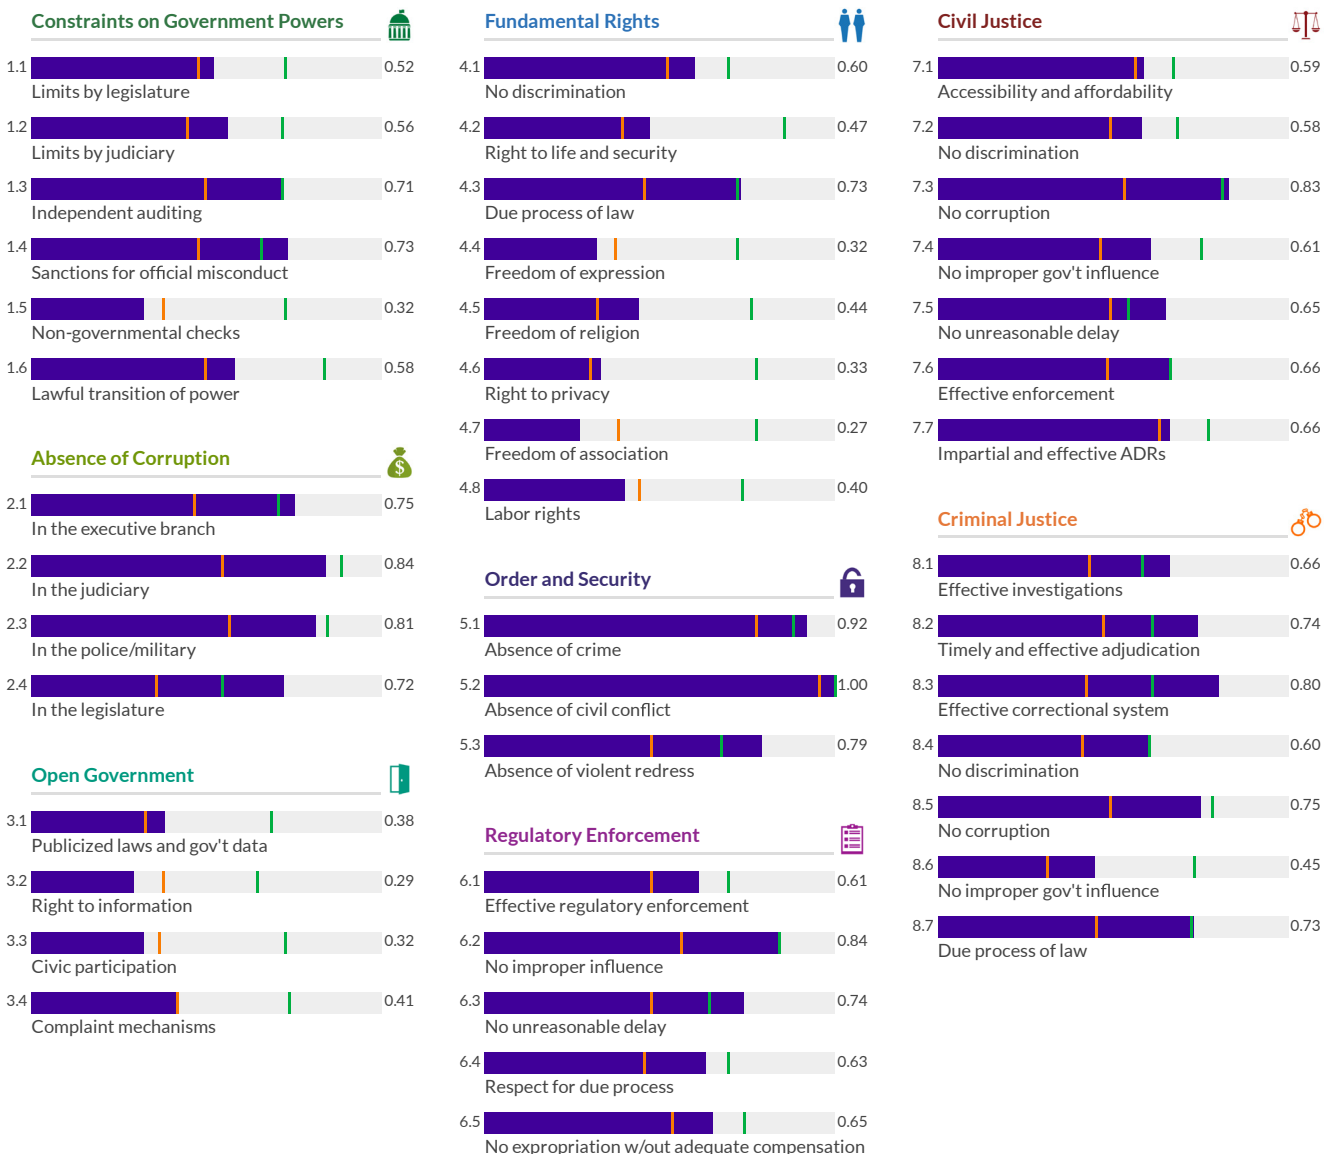 Constraints on Government Powers
1.1 0.52
Limits by legislature
1.2 0.56
Limits by judiciary
1.3 0.71
Independent auditing
1.4 0.73
Sanctions for official misconduct
1.5 0.32
Non-governmental checks
1.6 0.58
Lawful transition of power
Absence of Corruption
$
2.1 0.75
In the executive branch
2.2 0.84
In the judiciary
2.3 0.81
In the police/military
2.4 0.72
In the legislature
Open Government
3.1 0.38
Publicized laws and gov't data
3.2 0.29
Right to information
3.3 0.32
Civic participation
3.4 0.41
Complaint mechanisms
Fundamental Rights
4.1 0.60
No discrimination
4.2 0.47
Right to life and security
4.3 0.73
Due process of law
4.4 0.32
Freedom of expression
4.5 0.44
Freedom of religion
4.6 0.33
Right to privacy
4.7 0.27
Freedom of association
4.8 0.40
Labor rights
Order and Security
5.1 0.92
Absence of crime
5.2 1.00
Absence of civil conflict
5.3 0.79
Absence of violent redress
Regulatory Enforcement
6.1 0.61
Effective regulatory enforcement
6.2 0.84
No improper influence
6.3 0.74
No unreasonable delay
6.4 0.63
Respect for due process
6.5 0.65
No expropriation w/out adequate compensation
Civil Justice
7.1 0.59
Accessibility and affordability
7.2 0.58
No discrimination
7.3 0.83
No corruption
7.4 0.61
No improper gov't influence
7.5 0.65
No unreasonable delay
7.6 0.66
Effective enforcement
7.7 0.66
Impartial and effective ADRs
Criminal Justice
8.1 0.66
Effective investigations
8.2 0.74
Timely and effective adjudication
8.3 0.80
Effective correctional system
8.4 0.60
No discrimination
8.5 0.75
No corruption
8.6 0.45
No improper gov't influence
8.7 0.73
Due process of law